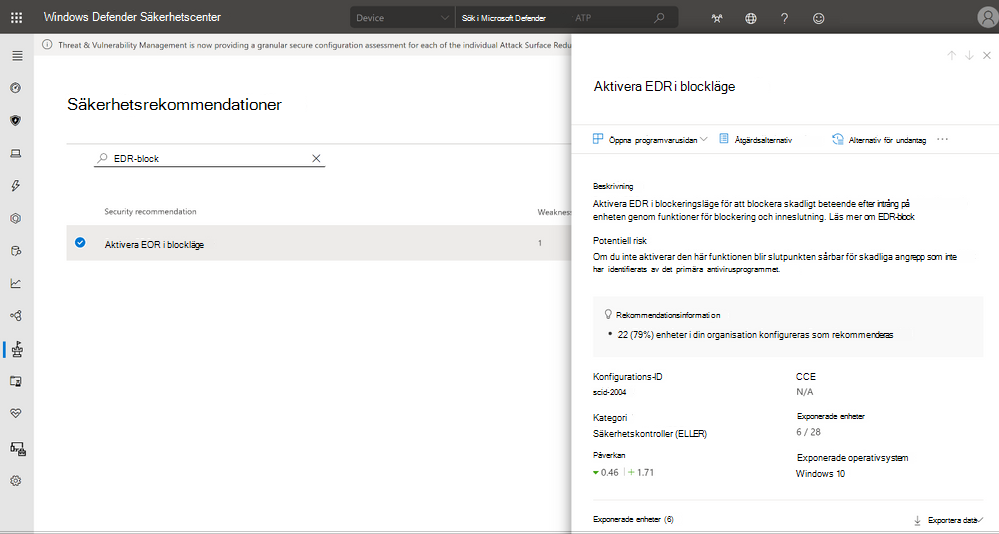 Windows Defender Säkerhetscenter
Device
Sök i Microsoft Defender ATP
Threat & Vulnerability Management is now providing a granular secure configuration assessment for each of the individual Attack Surface Redu
Säkerhetsrekommendationer
EDR-block
Security recommendation
Weakness
Aktivera EOR i blockläge
1
Aktivera EDR i blockläge
Öppna programvarusidan
Åtgärdsalternativ
Alternativ för undantag
Beskrivning
Aktivera EDR i blockeringsläge för att blockera skadligt beteende efter intrång på
enheten genom funktioner för blockering och inneslutning. Läs mer om EDR-block
Potentiell risk
Om du inte aktiverar den här funktionen blir slutpunkten sårbar för skadliga angrepp som inte
har identifierats av det primära antivirusprogrammet.
Rekommendationsinformation
• 22 (79%) enheter i din organisation konfigureras som rekommenderas
Konfigurations-ID
scid-2004
CCE
N/A
Kategori
Säkerhetskontroller (ELLER)
Exponerade enheter
6 / 28
Påverkan
0.46 | + 1.71
Exponerade operativsystem
Windows 10
Exponerade enheter (6)
Exportera data